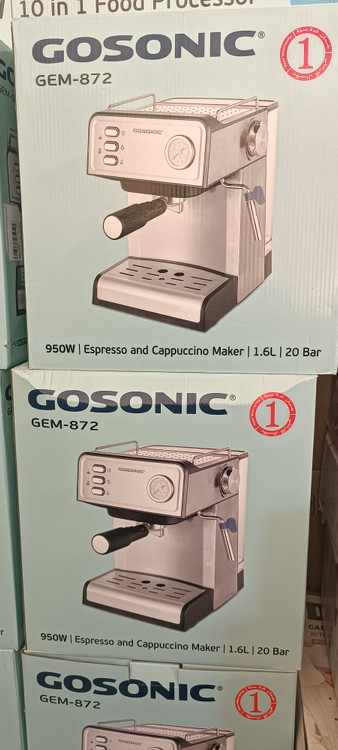 10 in 1 Food Processor
GOSONIC®
GEM-872
1
GOSONIC
950W | Espresso and Cappuccino Maker | 1.6L | 20 Bar
GOSONIC®
GEM-872
1
GOSONIC
950W | Espresso and Cappuccino Maker | 1.6L | 20 Bar
GOSONIC®
GEM-872
1